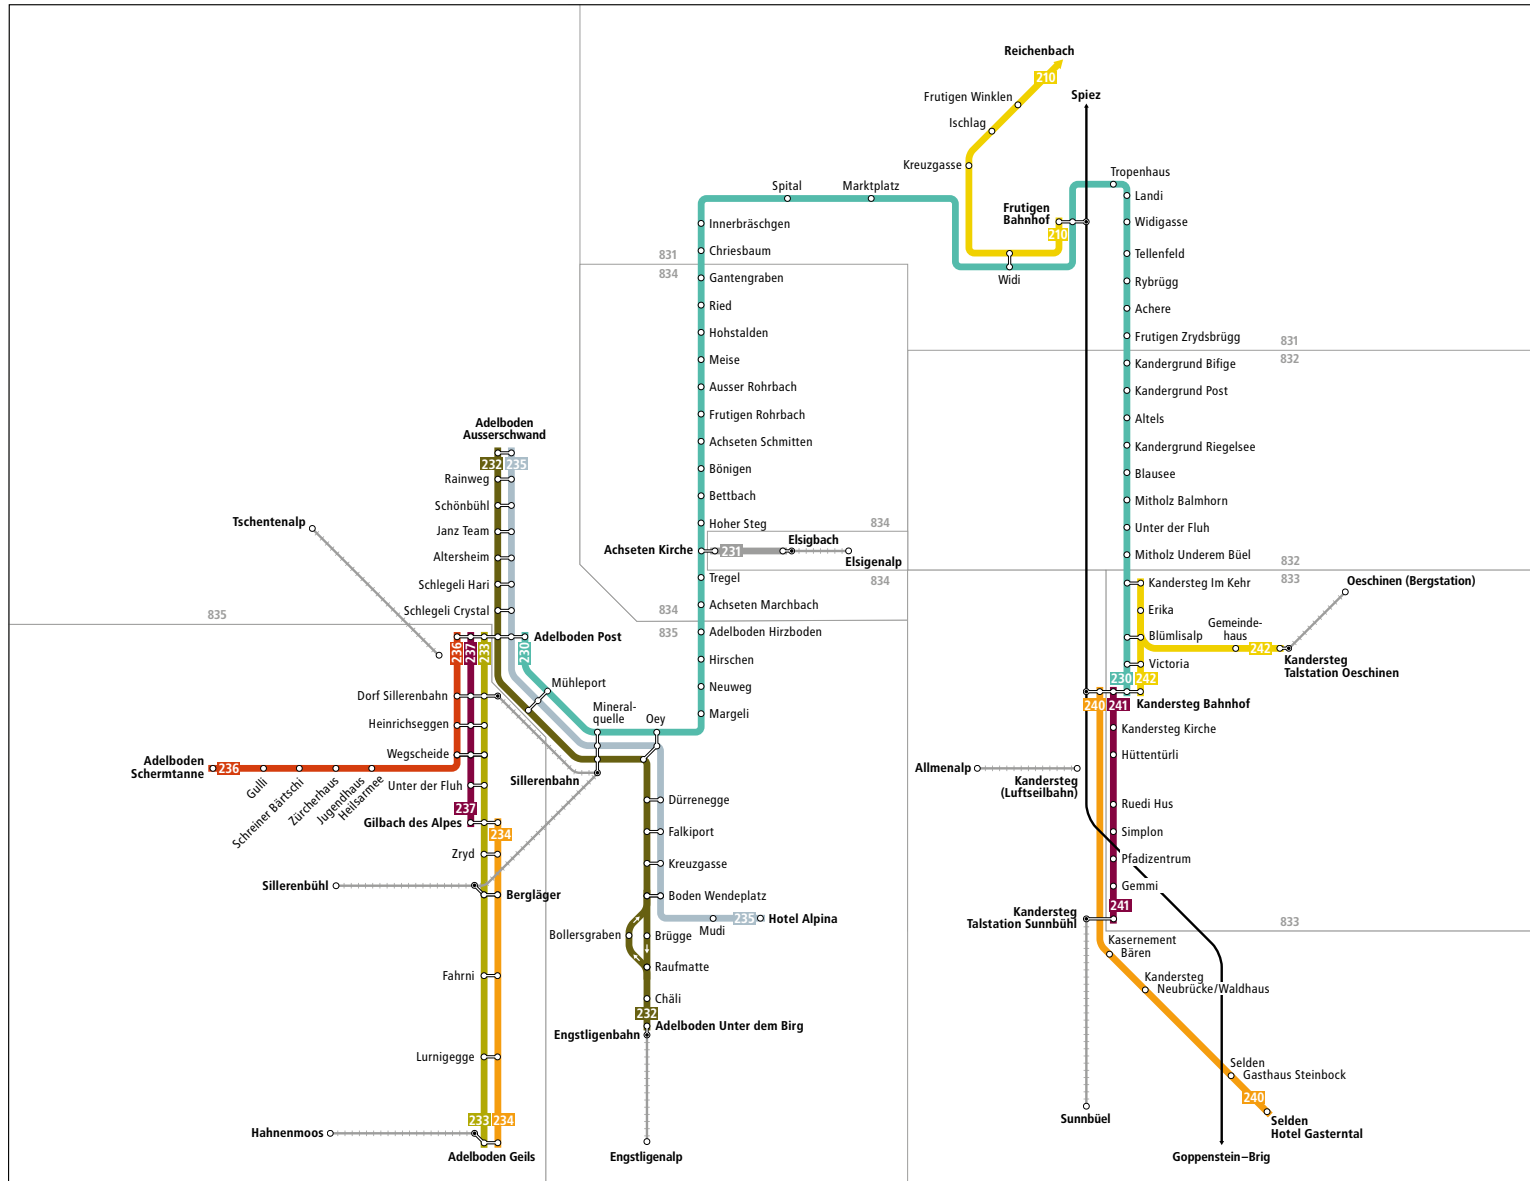 Reichenbach
210
Frutigen Winklen
Spiez
Ischlag
Kreuzgasse
Tropenhaus
Spital
Marktplatz
Landi
Frutigen
Bahnhof
210
Widigasse
Innerbräschgen
Chriesbaum
Tellenfeld
831
834
Gantengraben
Widi
Rybrügg
Ried
Achere
Hohstalden
Frutigen Zrydsbrügg
831
832
Meise
Kandergrund Bifige
Ausser Rohrbach
Kandergrund Post
Frutigen Rohrbach
Altels
Achseten Schmitten
Kandergrund Riegelsee
Bönigen
Blausee
Bettbach
Mitholz Balmhorn
Hoher Steg
834
Unter der Fluh
Achseten Kirche
231
Elsigbach
Elsigenalp
Mitholz Underem Büel
832
833
834
Tregel
Kandersteg Im Kehr
Oeschinen (Bergstation)
Achseten Marchbach
834
835
Erika
Adelboden Hirzboden
Blümlisalp
Gemeinde-
haus
242
Kandersteg
Talstation Oeschinen
Hirschen
Victoria
Neuweg
230
242
Margeli
240
241
Kandersteg Bahnhof
Adelboden
Ausserschwand
232
235
Rainweg
Schönbühl
Tschentenalp
Janz Team
Altersheim
Schlegeli Hari
Schlegeli Crystal
835
Adelboden Post
236
237
233
230
Dorf Sillerenbahn
Mühleport
Mineral-
quelle
Oey
Heinrichseggen
Wegscheide
Adelboden
Schermtanne
236
Gulli
Schreiner Bärtschi
Zürcherhaus
Jugendhaus
Heilsarmee
Sillerenbahn
Unter der Fluh
237
Gilbach des Alpes
234
Zryd
Sillerenbühl
Bergläger
Dürrenegge
Falkiport
Kreuzgasse
Boden Wendeplatz
235
Hotel Alpina
Mudi
Bollersgraben
Brügge
Raufmatte
Fahrni
Chäli
232
Adelboden Unter dem Birg
Engstligenbahn
Lurnigegge
233
234
Hahnenmoos
Adelboden Geils
Engstligenalp
Kandersteg Kirche
Hüttentürli
Allmenalp
Kandersteg
(Luftseilbahn)
Ruedi Hus
Simplon
Pfadizentrum
Gemmi
241
Kandersteg
Talstation Sunnbühl
833
Kasernement
Bären
Kandersteg
Neubrücke/Waldhaus
Selden
Gasthaus Steinbock
240
Sunnbüel
Selden
Hotel Gasterntal
Goppenstein–Brig